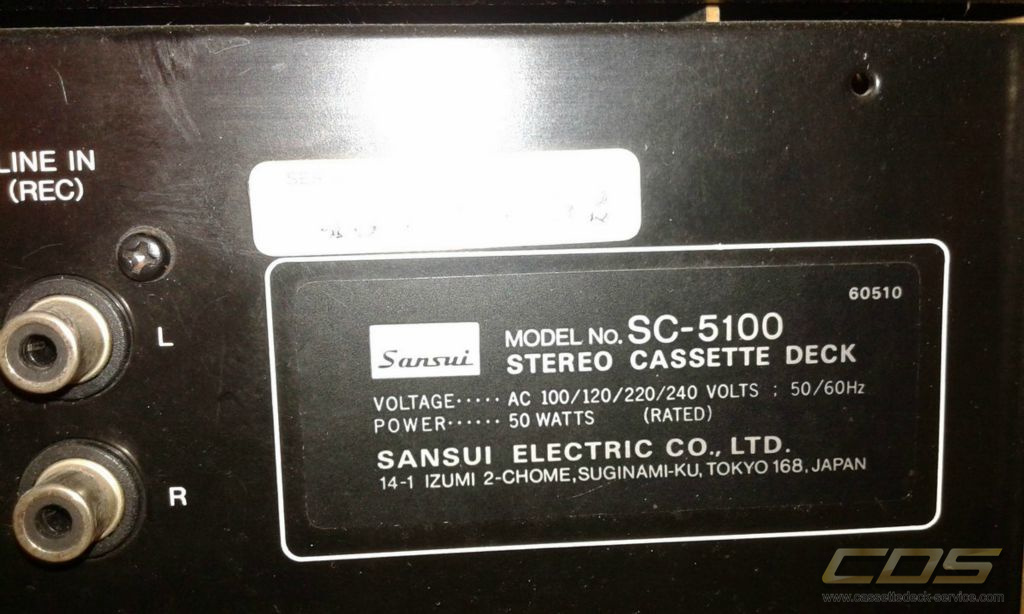 LINE IN
(REC)
L
R
60510
Sansui
MODEL No. SC-5100
STEREO CASSETTE DECK
VOLTAGE ····· AC 100/120/220/240 VOLTS ; 50/60Hz
POWER ······ 50 WATTS (RATED)
SANSUI ELECTRIC CO., LTD.
14-1 IZUMI 2-CHOME, SUGINAMI-KU, TOKYO 168, JAPAN
CDS
www.cassettedeck-service.com